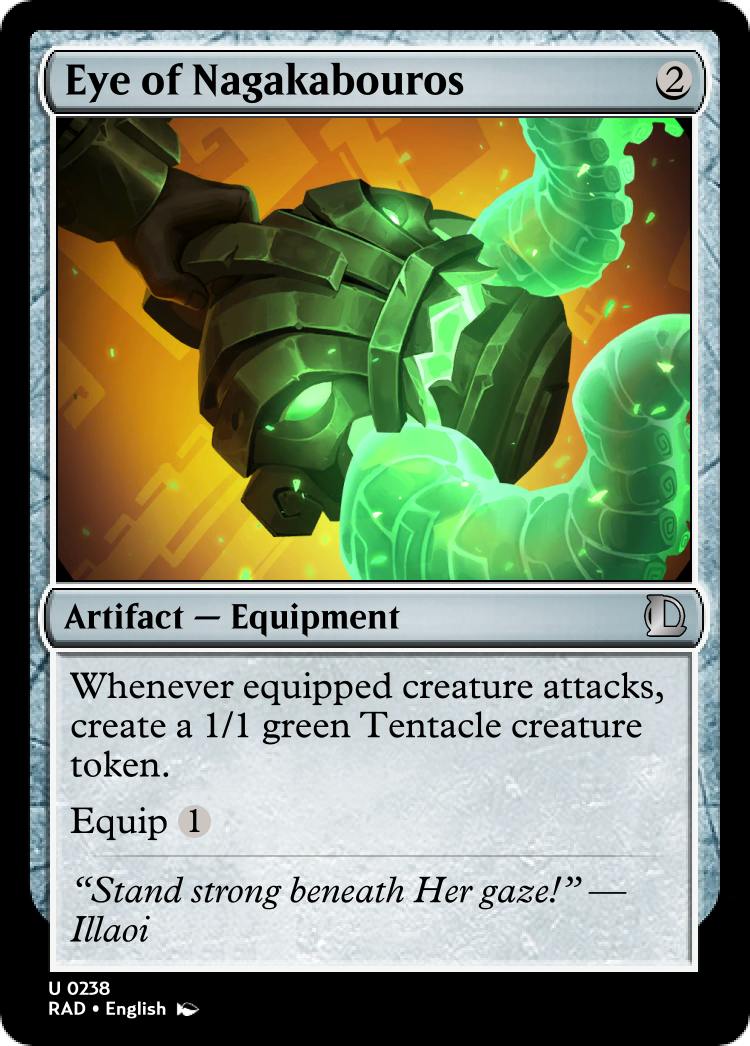 Eye of Nagakabouros
2
Artifact — Equipment
Whenever equipped creature attacks,
create a 1/1 green Tentacle creature
token.
Equip 1
“Stand strong beneath Her gaze!” —
Illaoi
U 0238
RAD • English